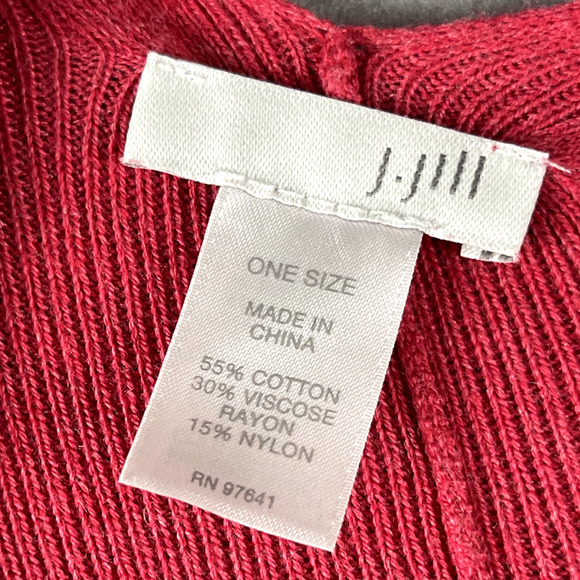 J.Jill
ONE SIZE
MADE IN
CHINA
55% COTTON
30% VISCOSE
RAYON
15% NYLON
RN 97641